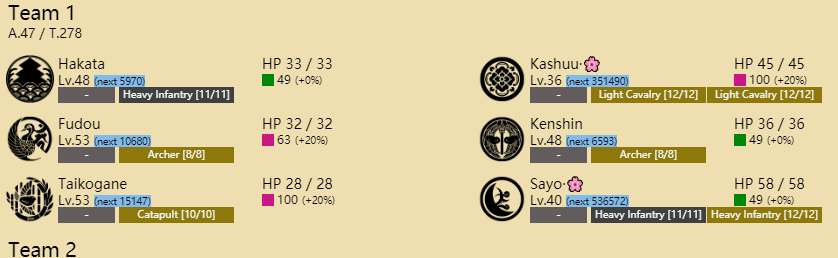 Team 1
A.47 / T.278
Hakata HP 33 / 33
Lv.48 (next 5970) 49 (+0%)
- Heavy Infantry [11/11]
Kashuu·🌸 HP 45 / 45
Lv.36 (next 351490) 100 (+20%)
- Light Cavalry [12/12] Light Cavalry [12/12]
Fudou HP 32 / 32
Lv.53 (next 10680) 63 (+20%)
- Archer [8/8]
Kenshin HP 36 / 36
Lv.48 (next 6593) 49 (+0%)
- Archer [8/8]
Taikogane HP 28 / 28
Lv.53 (next 15147) 100 (+20%)
- Catapult [10/10]
Sayo·🌸 HP 58 / 58
Lv.40 (next 536572) 49 (+0%)
- Heavy Infantry [11/11] Heavy Infantry [12/12]
Team 2